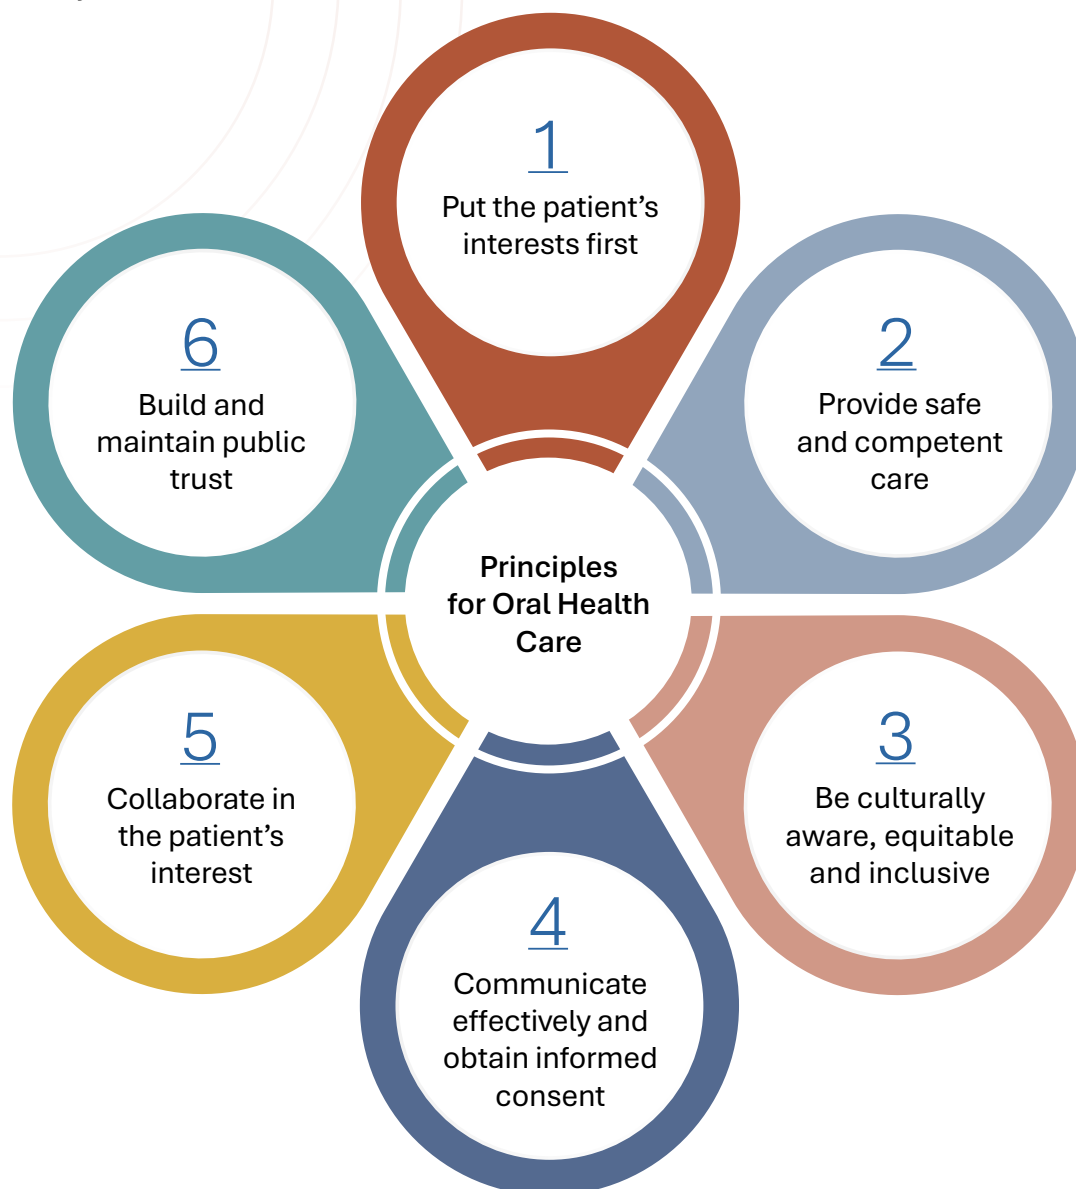 1
Put the patient's
interests first
2
Provide safe
and competent
care
3
Be culturally
aware, equitable
and inclusive
4
Communicate
effectively and
obtain informed
consent
5
Collaborate in
the patient's
interest
6
Build and
maintain public
trust
Principles
for Oral Health
Care